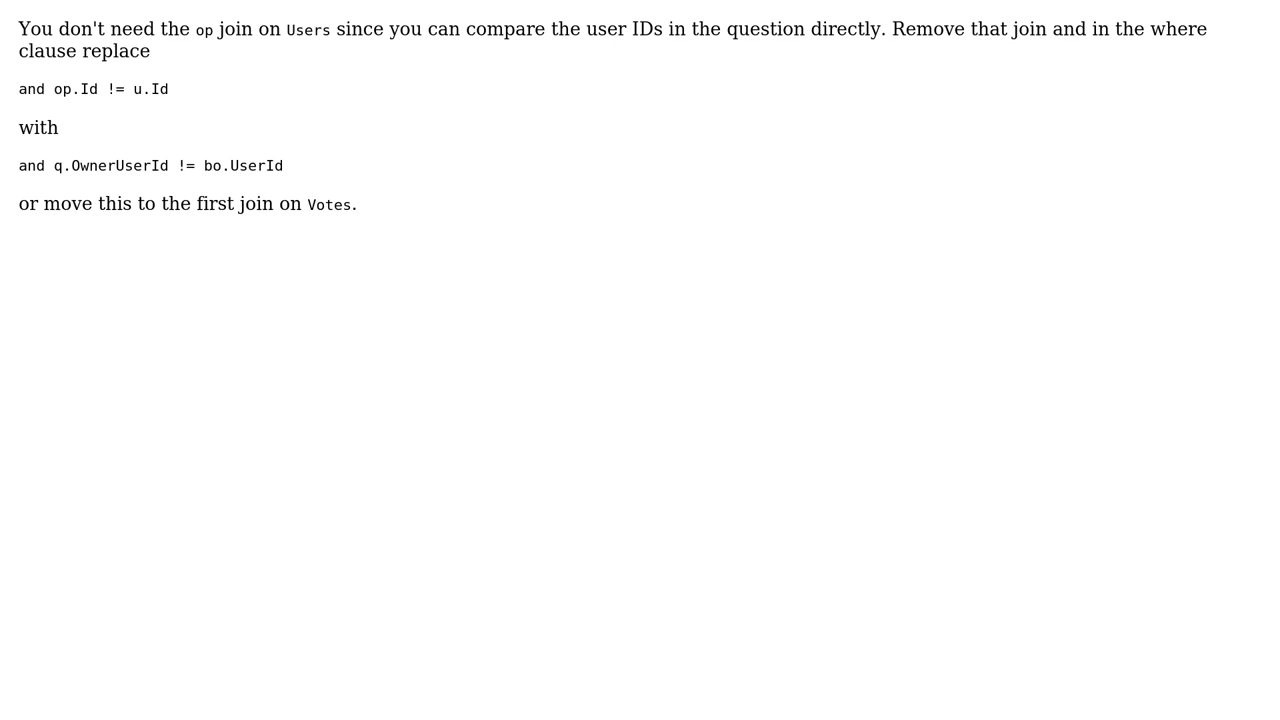 You don't need the op join on Users since you can compare the user IDs in the question directly. Remove that join and in the where
clause replace
and op.Id != u.Id
with
and q.OwnerUserId != bo.UserId
or move this to the first join on Votes.